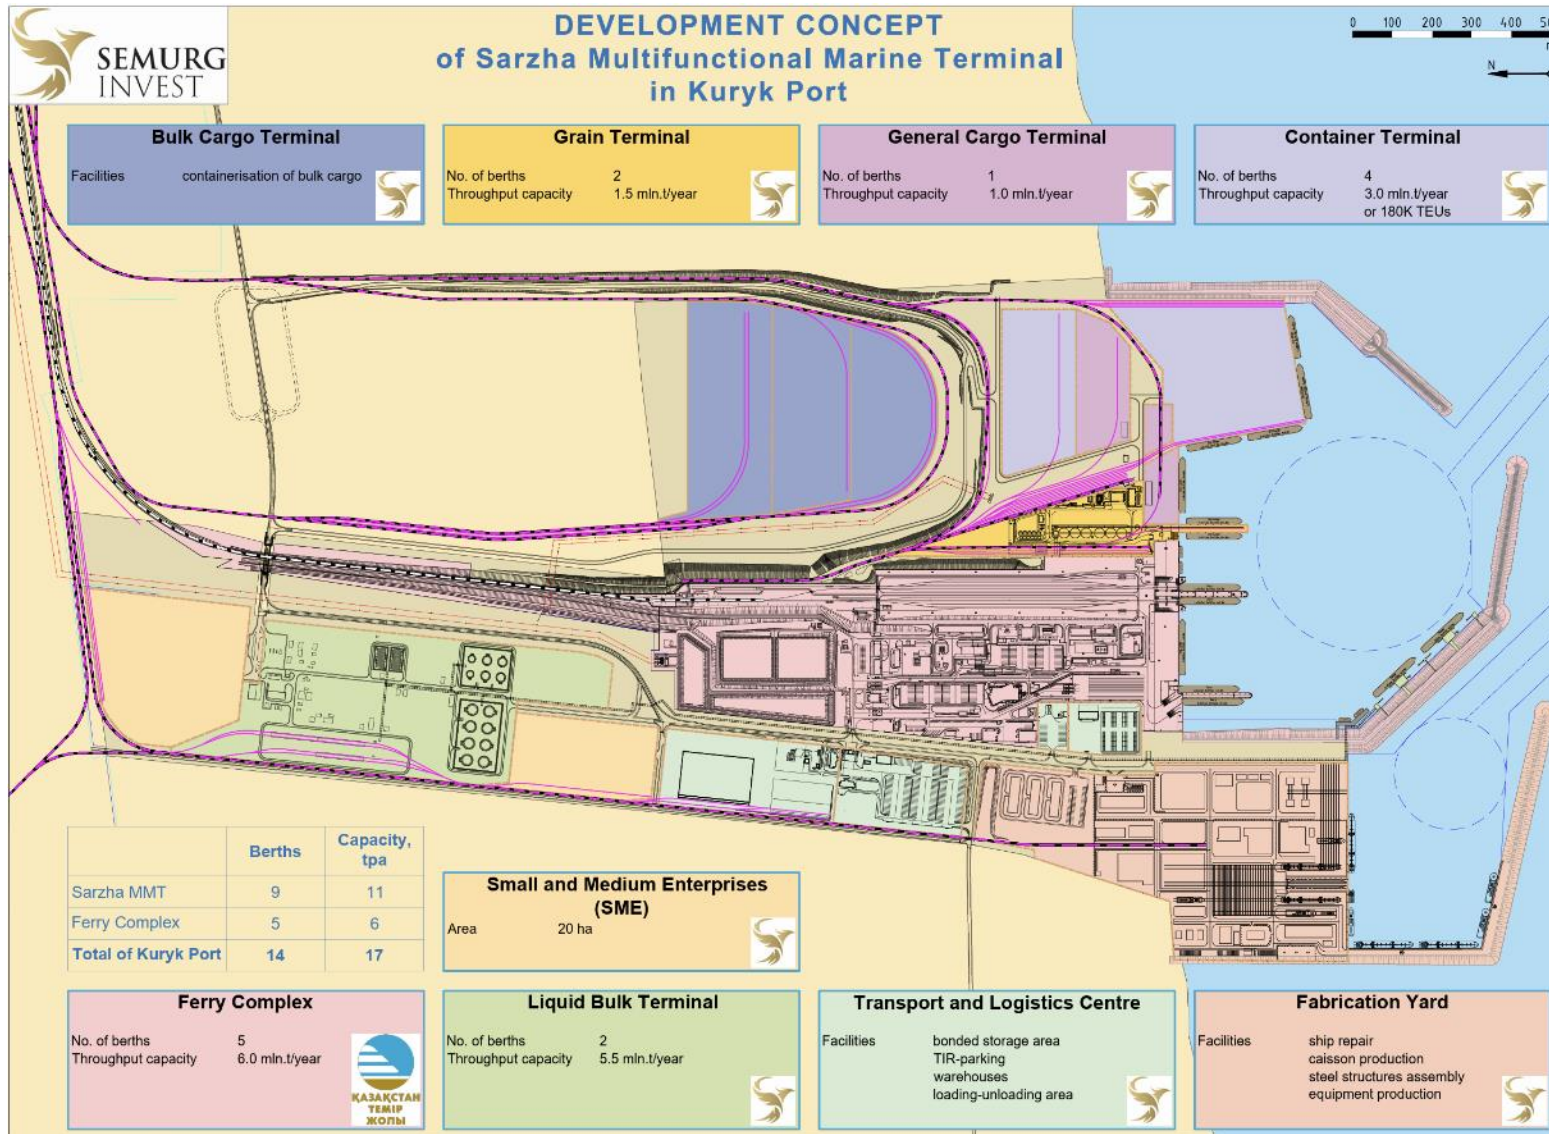 SEMURG
INVEST
DEVELOPMENT CONCEPT
of Sarzha Multifunctional Marine Terminal
in Kuryk Port
0 100 200 300 400
N
Bulk Cargo Terminal
Facilities containerisation of bulk cargo
Grain Terminal
No. of berths 2
Throughput capacity 1.5 mln.t/year
General Cargo Terminal
No. of berths 1
Throughput capacity 1.0 mln.t/year
Container Terminal
No. of berths 4
Throughput capacity 3.0 mln.t/year
or 180K TEUs
Berths Capacity, tpa
Sarzha MMT 9 11
Ferry Complex 5 6
Total of Kuryk Port 14 17
Small and Medium Enterprises
(SME)
Area 20 ha
Ferry Complex
No. of berths 5
Throughput capacity 6.0 mln.t/year
ҚАЗАҚСТАН
ТЕМІР
ЖОЛЫ
Liquid Bulk Terminal
No. of berths 2
Throughput capacity 5.5 mln.t/year
Transport and Logistics Centre
Facilities bonded storage area
TIR-parking
warehouses
loading-unloading area
Fabrication Yard
Facilities ship repair
caisson production
steel structures assembly
equipment production